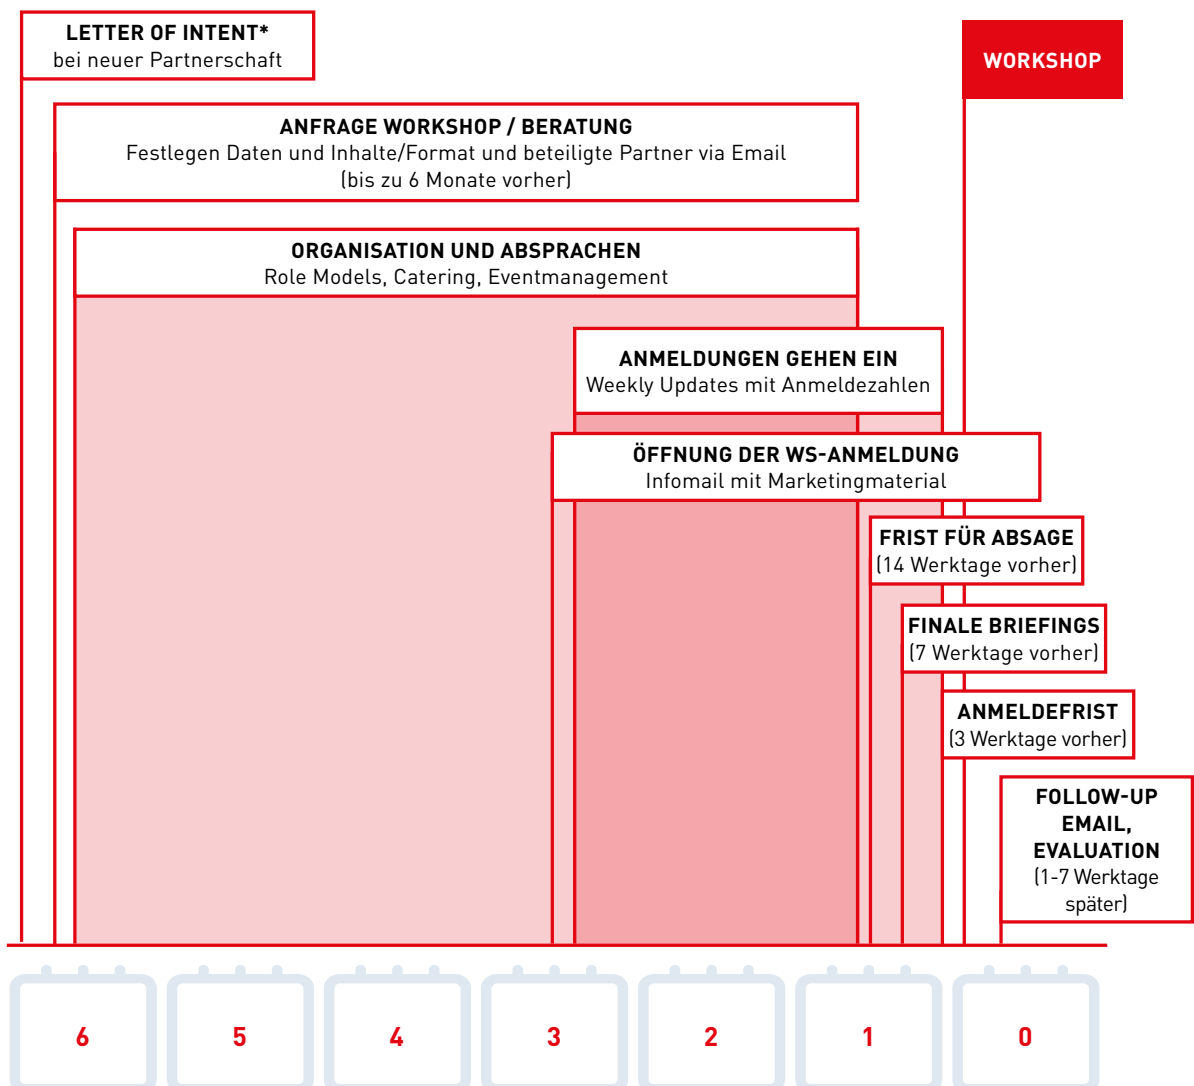 LETTER OF INTENT*
bei neuer Partnerschaft
WORKSHOP
ANFRAGE WORKSHOP / BERATUNG
Festlegen Daten und Inhalte/Format und beteiligte Partner via Email
(bis zu 6 Monate vorher)
ORGANISATION UND ABSPRACHEN
Role Models, Catering, Eventmanagement
ANMELDUNGEN GEHEN EIN
Weekly Updates mit Anmeldezahlen
ÖFFNUNG DER WS-ANMELDUNG
Infomail mit Marketingmaterial
FRIST FÜR ABSAGE
(14 Werktage vorher)
FINALE BRIEFINGS
(7 Werktage vorher)
ANMELDEFRIST
(3 Werktage vorher)
FOLLOW-UP
EMAIL,
EVALUATION
(1-7 Werktage
später)
6 5 4 3 2 1 0